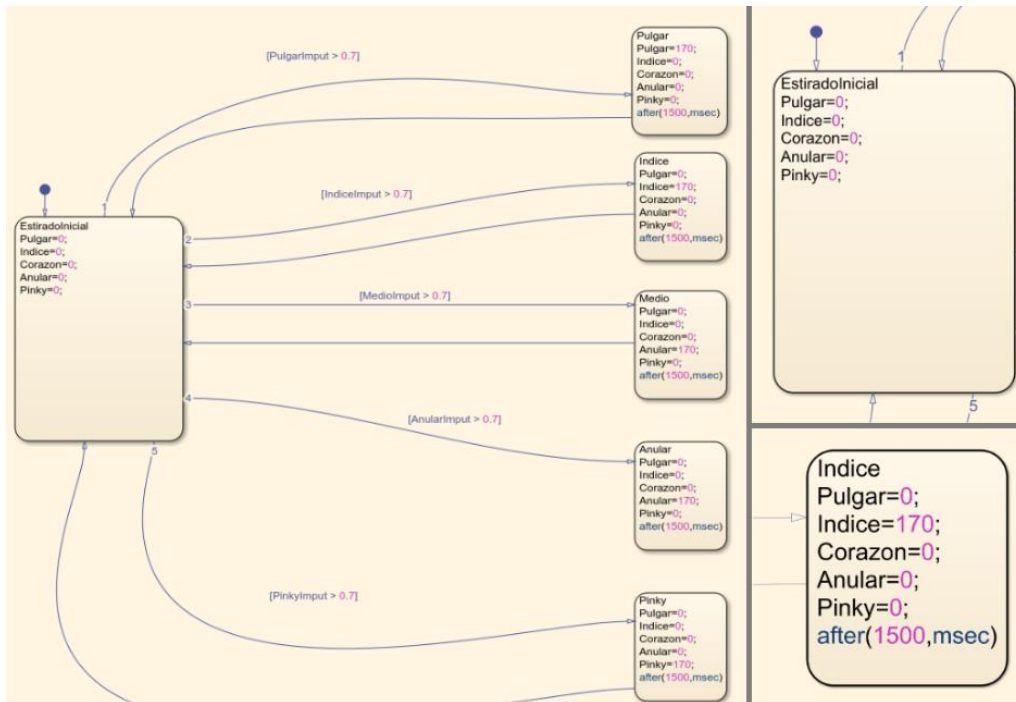 [PulgarImput > 0.7]
Pulgar
Pulgar=170;
Indice=0;
Corazon=0;
Anular=0;
Pinky=0;
after(1500,msec)
1
[IndiceImput > 0.7]
Indice
Pulgar=0;
Indice=170;
Corazon=0;
Anular=0;
Pinky=0;
after(1500,msec)
EstiradoInicial
Pulgar=0;
Indice=0;
Corazon=0;
Anular=0;
Pinky=0;
2
3
4
5
[MedioImput > 0.7]
Medio
Pulgar=0;
Indice=0;
Corazon=0;
Anular=170;
Pinky=0;
after(1500,msec)
[AnularImput > 0.7]
Anular
Pulgar=0;
Indice=0;
Corazon=0;
Anular=170;
Pinky=0;
after(1500,msec)
[PinkyImput > 0.7]
Pinky
Pulgar=0;
Indice=0;
Corazon=0;
Anular=0;
Pinky=170;
after(1500,msec)
1
EstiradoInicial
Pulgar=0;
Indice=0;
Corazon=0;
Anular=0;
Pinky=0;
5
Indice
Pulgar=0;
Indice=170;
Corazon=0;
Anular=0;
Pinky=0;
after(1500,msec)